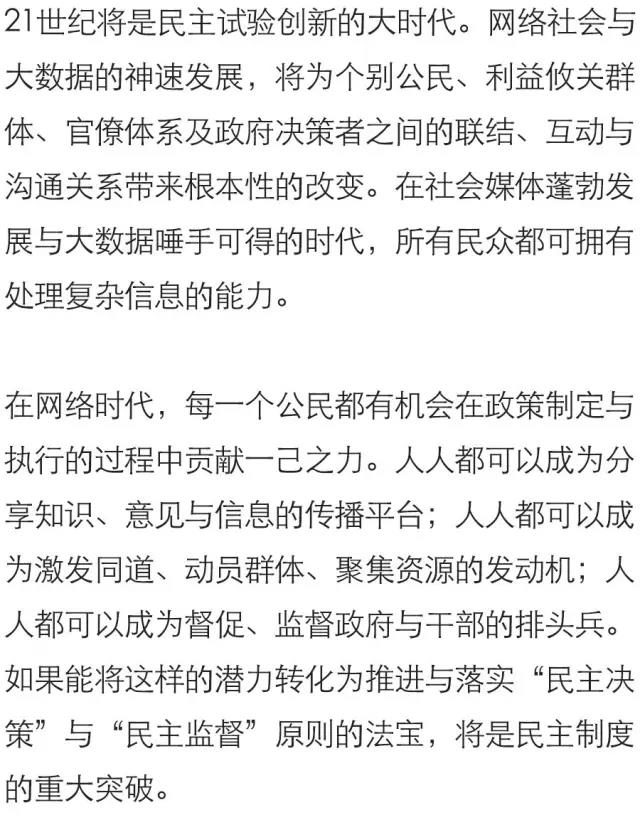 21世纪将是民主试验创新的大时代。网络社会与
大数据的神速发展，将为个别公民、利益攸关群
体、官僚体系及政府决策者之间的联结、互动与
沟通关系带来根本性的改变。在社会媒体蓬勃发
展与大数据唾手可得的时代，所有民众都可拥有
处理复杂信息的能力。
在网络时代，每一个公民都有机会在政策制定与
执行的过程中贡献一己之力。人人都可以成为分
享知识、意见与信息的传播平台；人人都可以成
为激发同道、动员群体、聚集资源的发动机；人
人都可以成为督促、监督政府与干部的排头兵。
如果能将这样的潜力转化为推进与落实“民主决
策”与“民主监督”原则的法宝，将是民主制度
的重大突破。